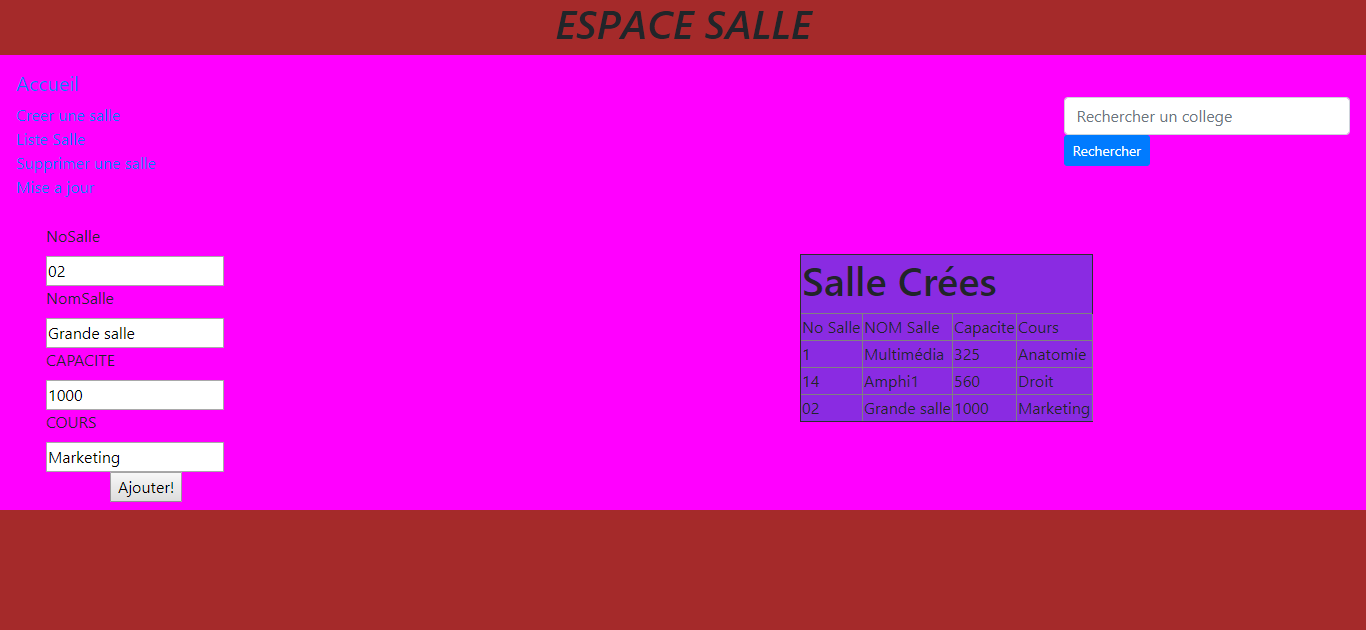 ESPACE SALLE
Accueil
Creer une salle
Liste Salle
Supprimer une salle
Mise a jour
Rechercher un college
Rechercher
NoSalle
02
NomSalle
Grande salle
CAPACITE
1000
COURS
Marketing
Ajouter!
Salle Crées
No Salle NOM Salle Capacite Cours
1 Multimédia 325 Anatomie
14 Amphi1 560 Droit
02 Grande salle 1000 Marketing